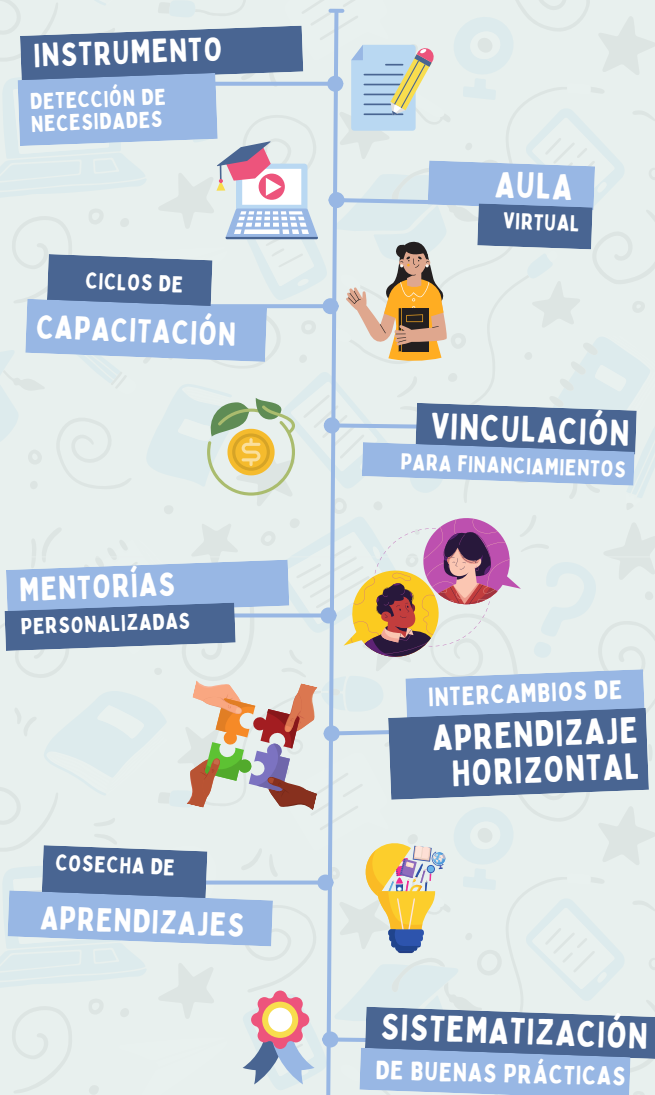 INSTRUMENTO
DETECCIÓN DE
NECESIDADES
AULA
VIRTUAL
CICLOS DE
CAPACITACIÓN
VINCULACIÓN
PARA FINANCIAMIENTOS
MENTORÍAS
PERSONALIZADAS
INTERCAMBIOS DE
APRENDIZAJE
HORIZONTAL
COSECHA DE
APRENDIZAJES
SISTEMATIZACIÓN
DE BUENAS PRÁCTICAS